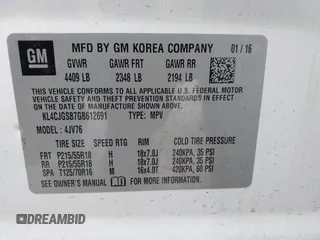 GM
MFD BY GM KOREA COMPANY 01/16
GVWR GAWR FRT GAWR RR
4409 LB 2348 LB 2194 LB
THIS VEHICLE CONFORMS TO ALL APPLICABLE U.S. FEDERAL MOTOR
VEHICLE SAFETY, BUMPER, AND THEFT PREVENTION STANDARDS IN
EFFECT ON THE DATE OF MANUFACTURE SHOWN ABOVE.
KL4CJGSB7GB612691 TYPE: MPV
MODEL: 4JV76
TIRE SIZE SPEED RTG RIM COLD TIRE PRESSURE
FRT P215/55R18 H 18x7.0J 240KPA, 35 PSI
RR P215/55R18 H 18x7.0J 240KPA, 35 PSI
SPA T125/70R16 M 16x4.0T 420KPA, 60 PSI
SEE OWNER'S MANUAL FOR ADDITIONAL INFORMATION.
DREAMBID